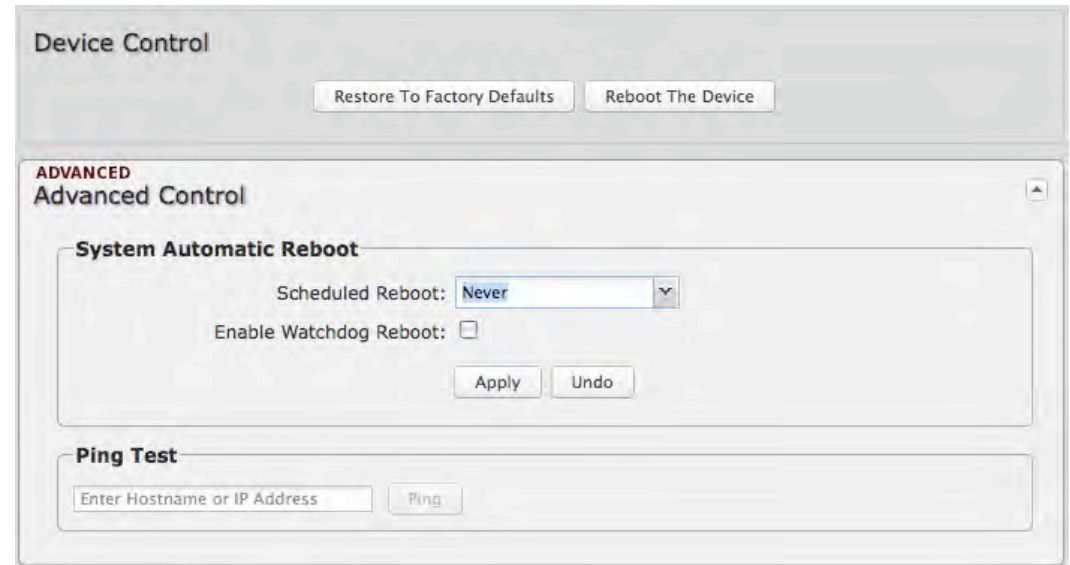 Device Control
Restore To Factory Defaults Reboot The Device
ADVANCED
Advanced Control
System Automatic Reboot
Scheduled Reboot: Never
Enable Watchdog Reboot:
Apply Undo
Ping Test
Enter Hostname or IP Address Ping